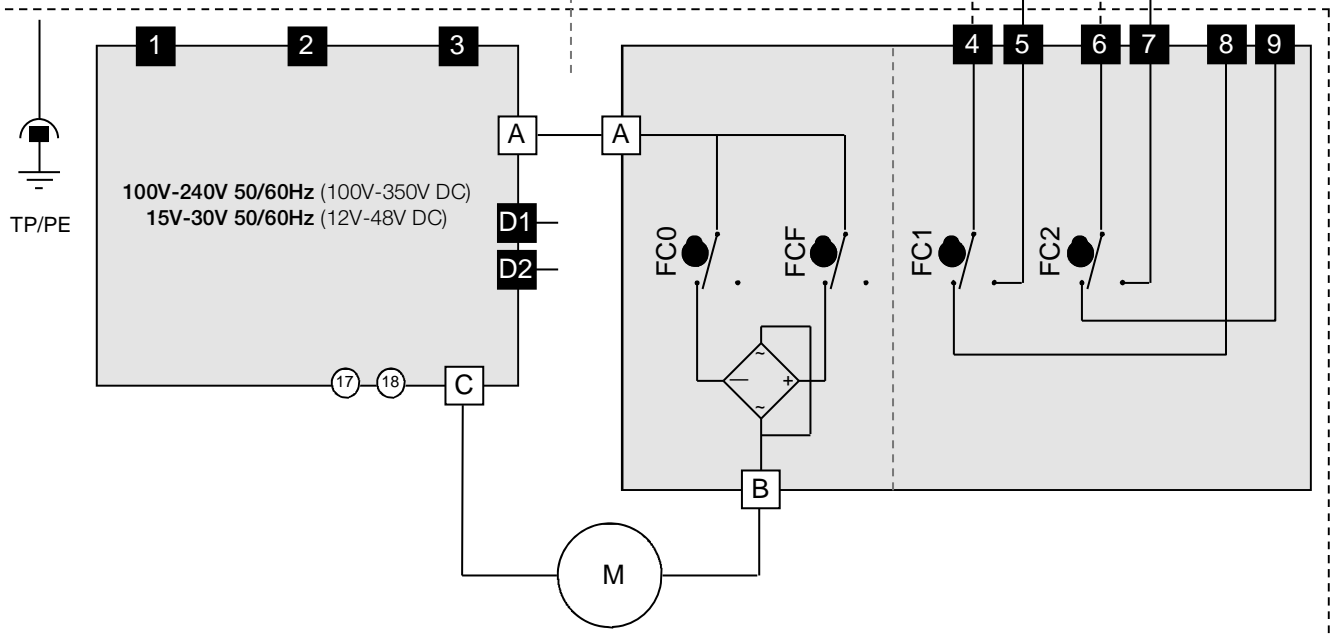 1 2 3 4 5 6 7 8 9
A A
100V-240V 50/60Hz (100V-350V DC)
15V-30V 50/60Hz (12V-48V DC)
TP/PE
D1
D2
FC0 FCF FC1 FC2
~
— +
~
17 18 C
B
M